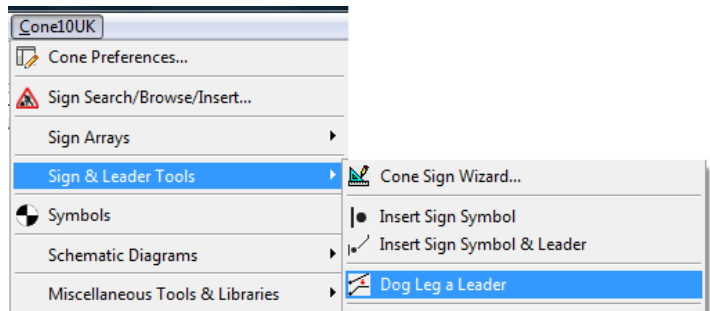 Cone10UK
Cone Preferences...
Sign Search/Browse/Insert...
Sign Arrays
Sign & Leader Tools
Symbols
Schematic Diagrams
Miscellaneous Tools & Libraries
Cone Sign Wizard...
Insert Sign Symbol
Insert Sign Symbol & Leader
Dog Leg a Leader